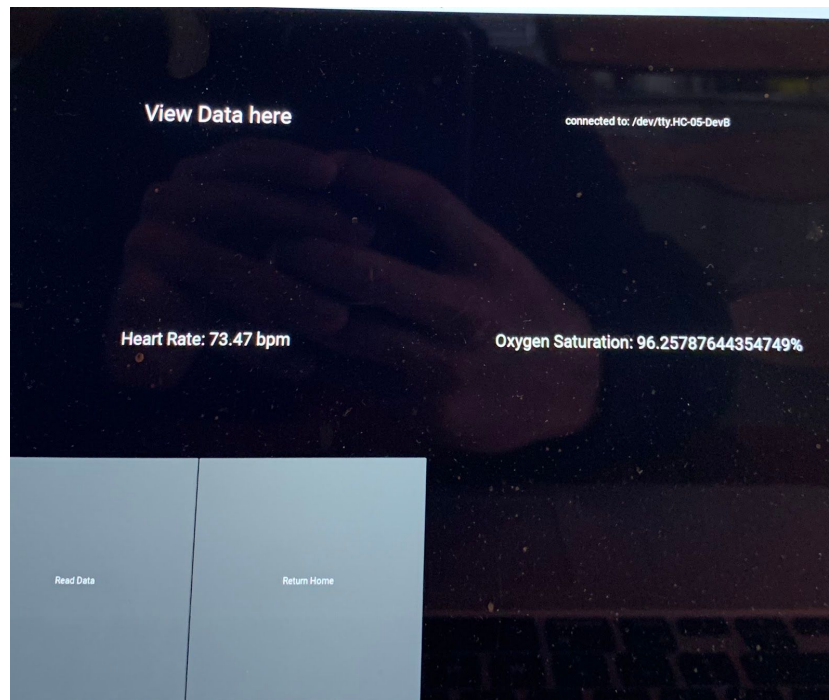 View Data here
connected to: /dev/tty.HC-05-DevB
Heart Rate: 73.47 bpm
Oxygen Saturation: 96.25787644354749%
Read Data
Return Home